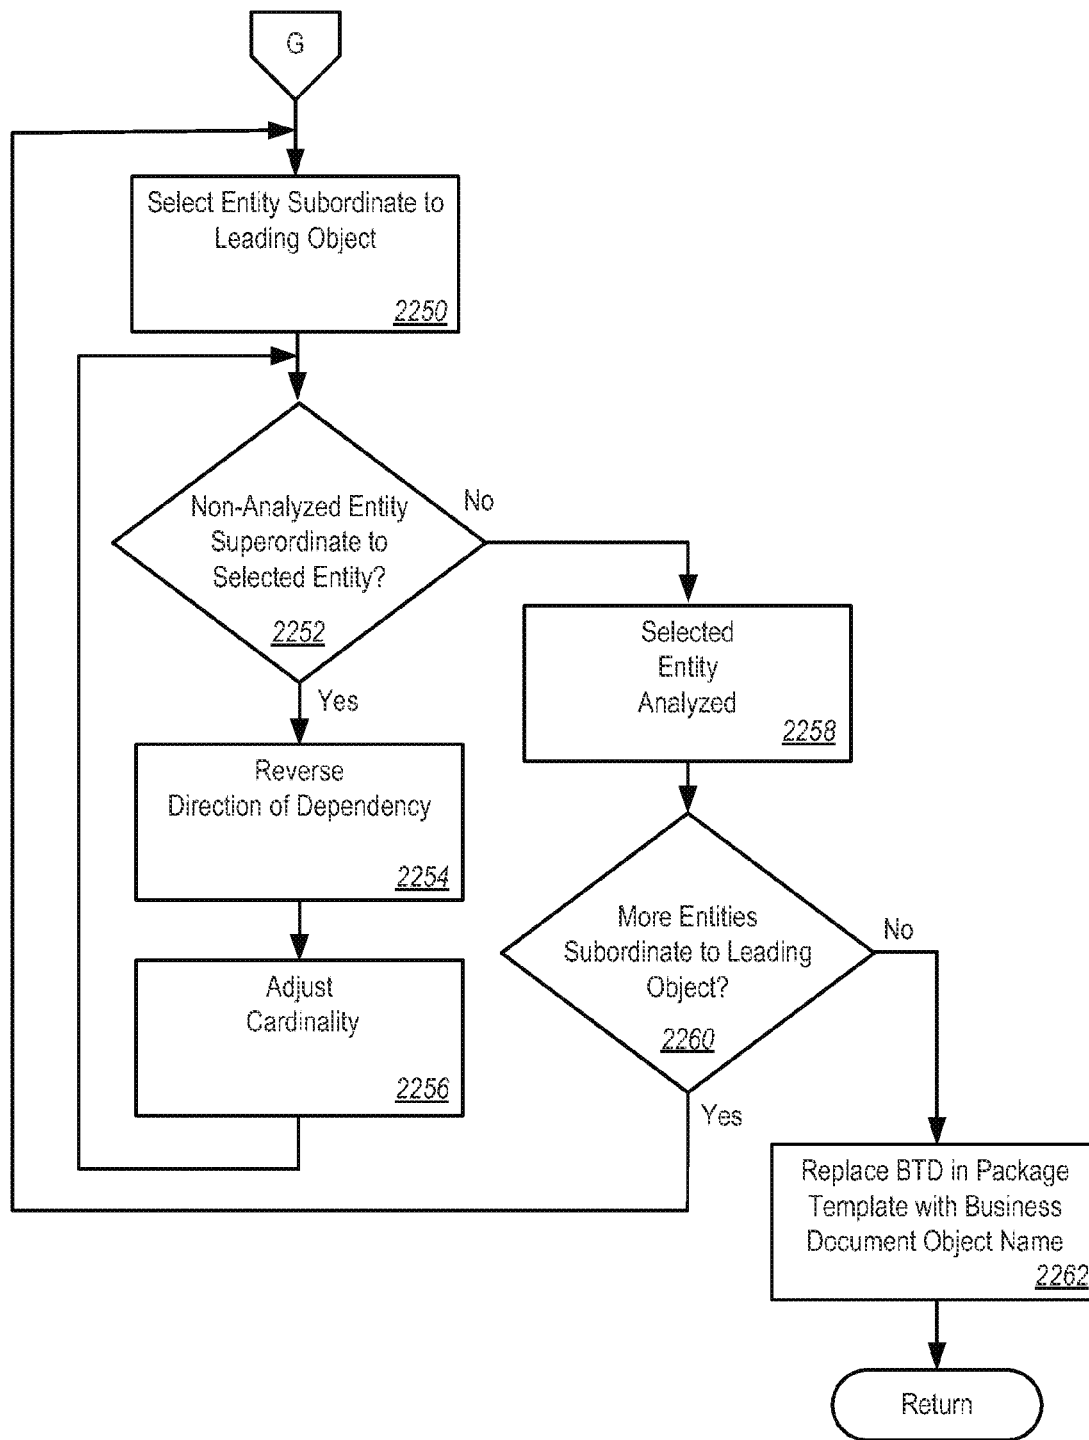 G
Select Entity Subordinate to
Leading Object
2250
Non-Analyzed Entity
Superordinate to
Selected Entity?
2252
No
Yes
Selected
Entity
Analyzed
2258
Reverse
Direction of Dependency
2254
More Entities
Subordinate to Leading
Object?
2260
No
Yes
Adjust
Cardinality
2256
Replace BTD in Package
Template with Business
Document Object Name
2262
Return